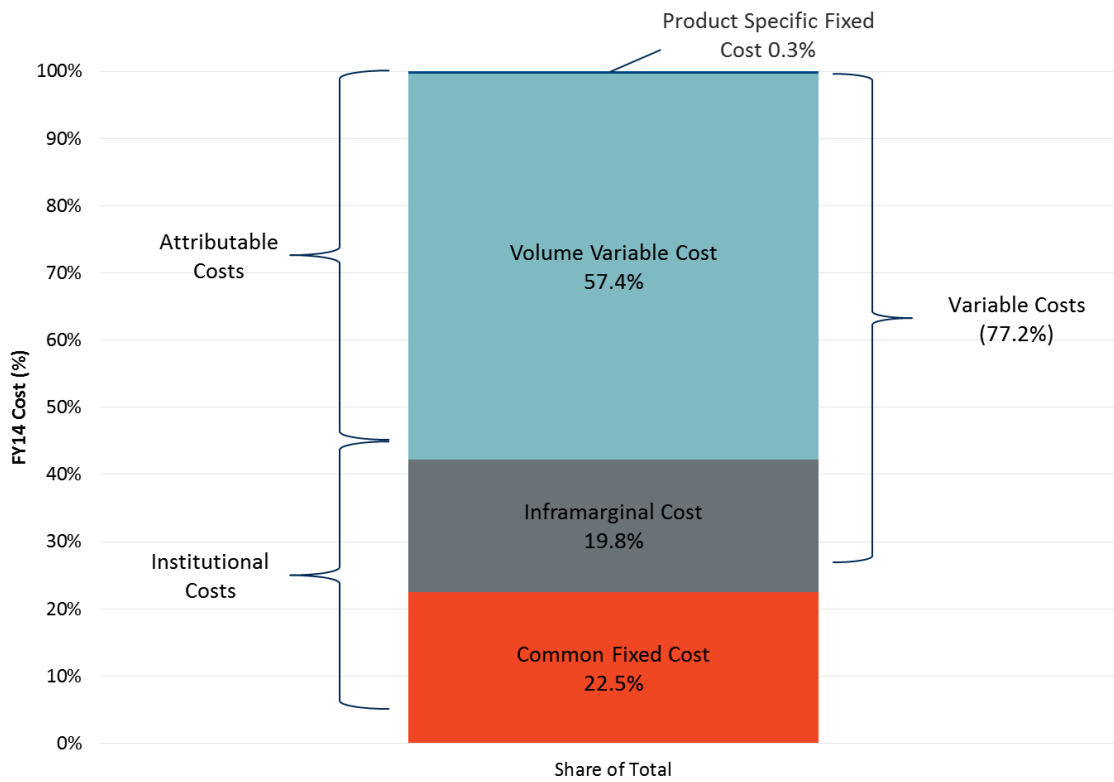 Product Specific Fixed
Cost 0.3%
100%
90%
80%
70%
60%
50%
40%
30%
20%
10%
0%
FY14 Cost (%)
Attributable
Costs
Institutional
Costs
Volume Variable Cost
57.4%
Inframarginal Cost
19.8%
Common Fixed Cost
22.5%
Variable Costs
(77.2%)
Share of Total